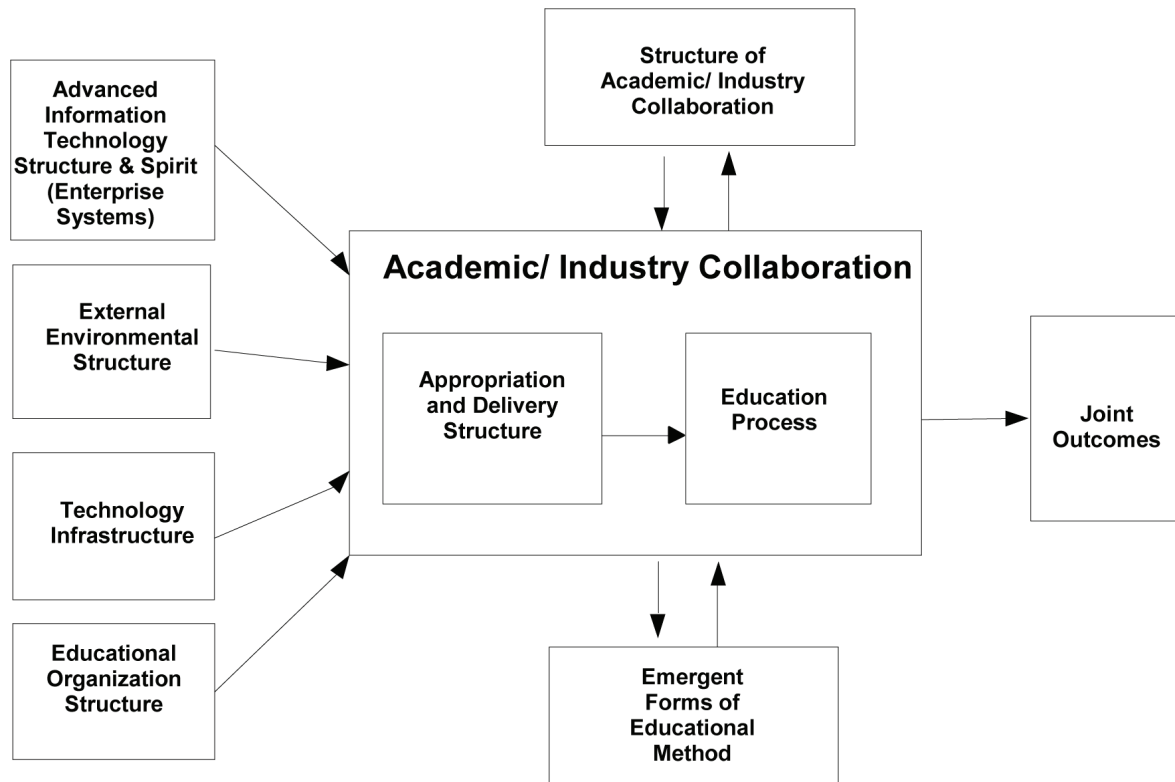 Advanced
Information
Technology
Structure & Spirit
(Enterprise
Systems)
External
Environmental
Structure
Technology
Infrastructure
Educational
Organization
Structure
Structure of
Academic/ Industry
Collaboration
Academic/ Industry Collaboration
Appropriation
and Delivery
Structure
Education
Process
Emergent
Forms of
Educational
Method
Joint
Outcomes